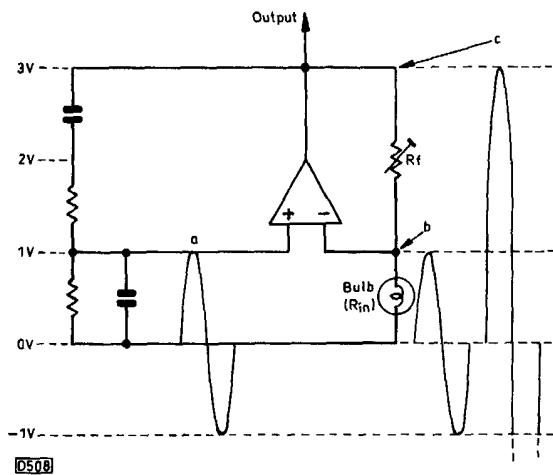 Output
c
3V
2V
Rf
+ −
a
b
1V
Bulb
(Rin)
0V
-1V
D508